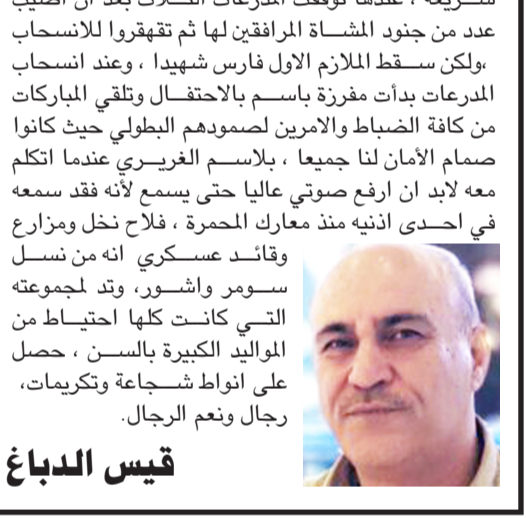 عدد من جنود المشاة المرافقين لها ثم تقهقروا للانسحاب
،ولكن سقط الملازم الاول فارس شهيدا ، وعند انسحاب
المدرعات بدأت مفرزة باسم بالاحتفال وتلقي المباركات
من كافة الضباط والامرين لصمودهم البطولي حيث كانوا
صمام الأمان لنا جميعا ، بلاسم الغريري عندما اتكلم
معه لابد ان ارفع صوتي عاليا حتى يسمع لأنه فقد سمعه
في احدى اذنيه منذ معارك المحمرة ، فلاح نخل ومزارع
وقائد عسكري انه من نسل
سومر واشور، وتد لمجموعته
التي كانت كلها احتياط من
المواليد الكبيرة بالسن ، حصل
على انواط شجاعة وتكريمات،
رجال ونعم الرجال.
قيس الدباغ